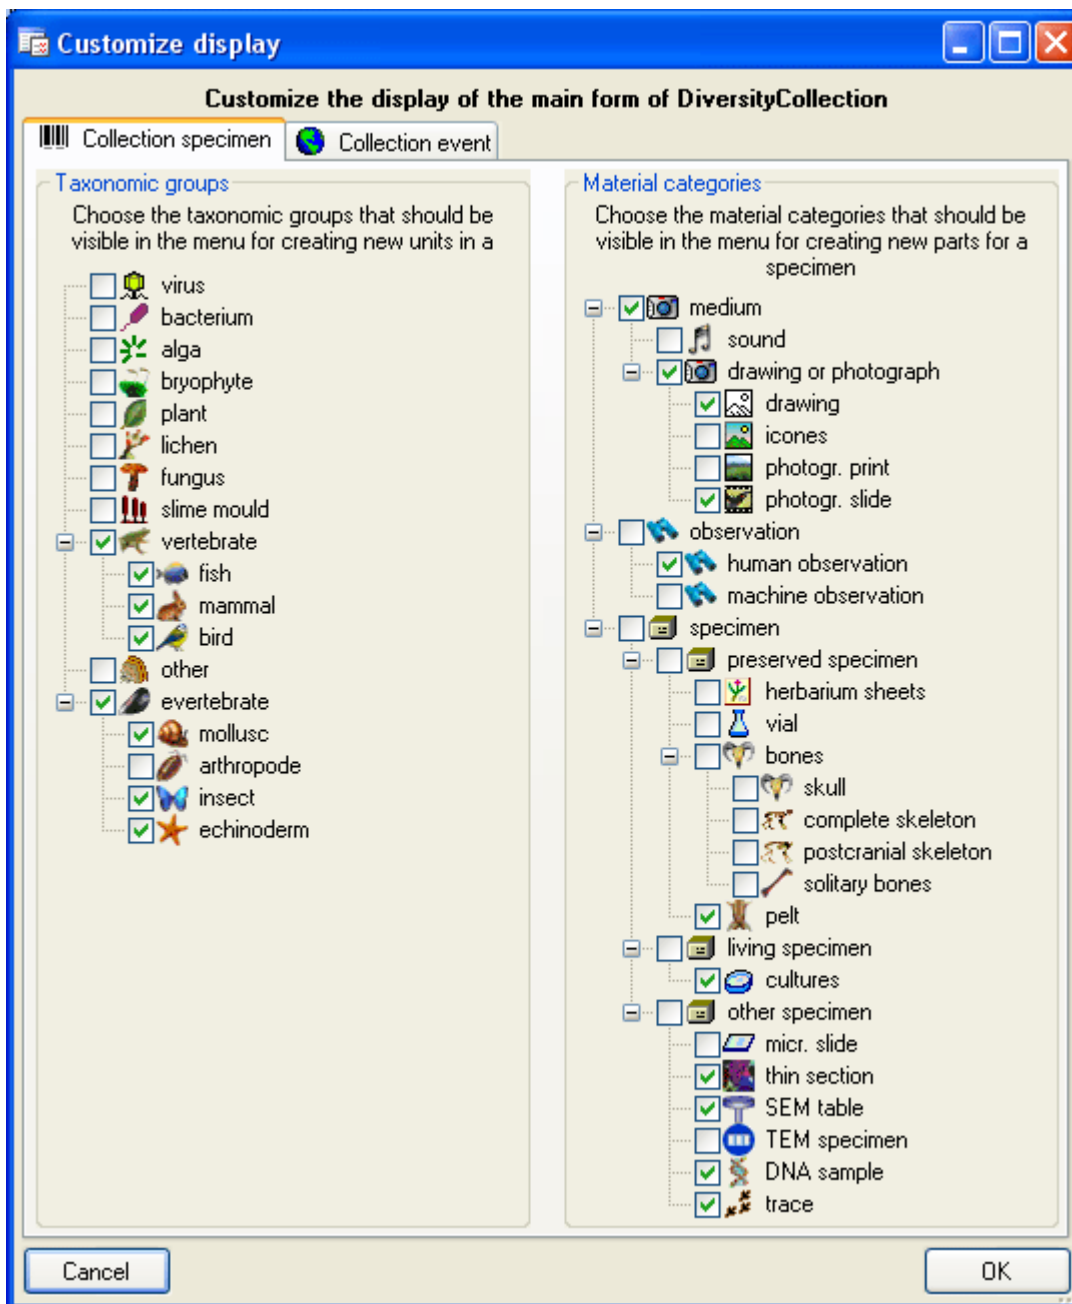 Customize display
Customize the display of the main form of DiversityCollection
Collection specimen
Collection event
Taxonomic groups
Choose the taxonomic groups that should be
visible in the menu for creating new units in a
virus
bacterium
alga
bryophyte
plant
lichen
fungus
slime mould
vertebrate
fish
mammal
bird
other
evertebrate
mollusc
arthropode
insect
echinoderm
Material categories
Choose the material categories that should be
visible in the menu for creating new parts for a
specimen
medium
sound
drawing or photograph
drawing
icones
photogr. print
photogr. slide
observation
human observation
machine observation
specimen
preserved specimen
herbarium sheets
vial
bones
skull
complete skeleton
postcranial skeleton
solitary bones
pelt
living specimen
cultures
other specimen
micr. slide
thin section
SEM table
TEM specimen
DNA sample
trace
Cancel
OK